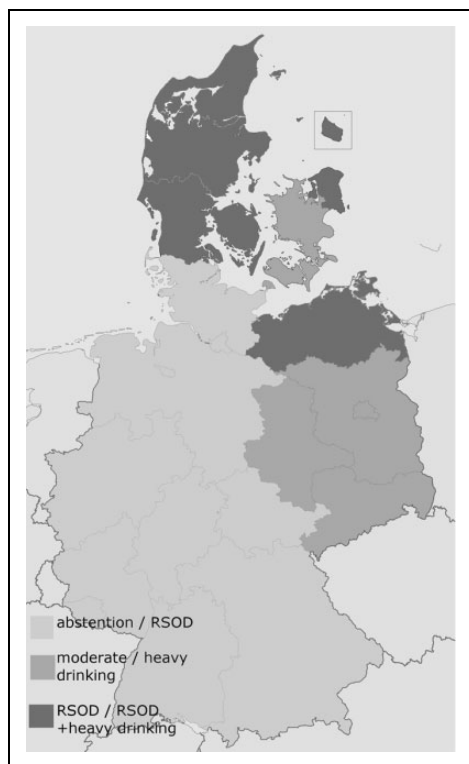 abstention / RSOD
moderate / heavy
drinking
RSOD / RSOD
+heavy drinking